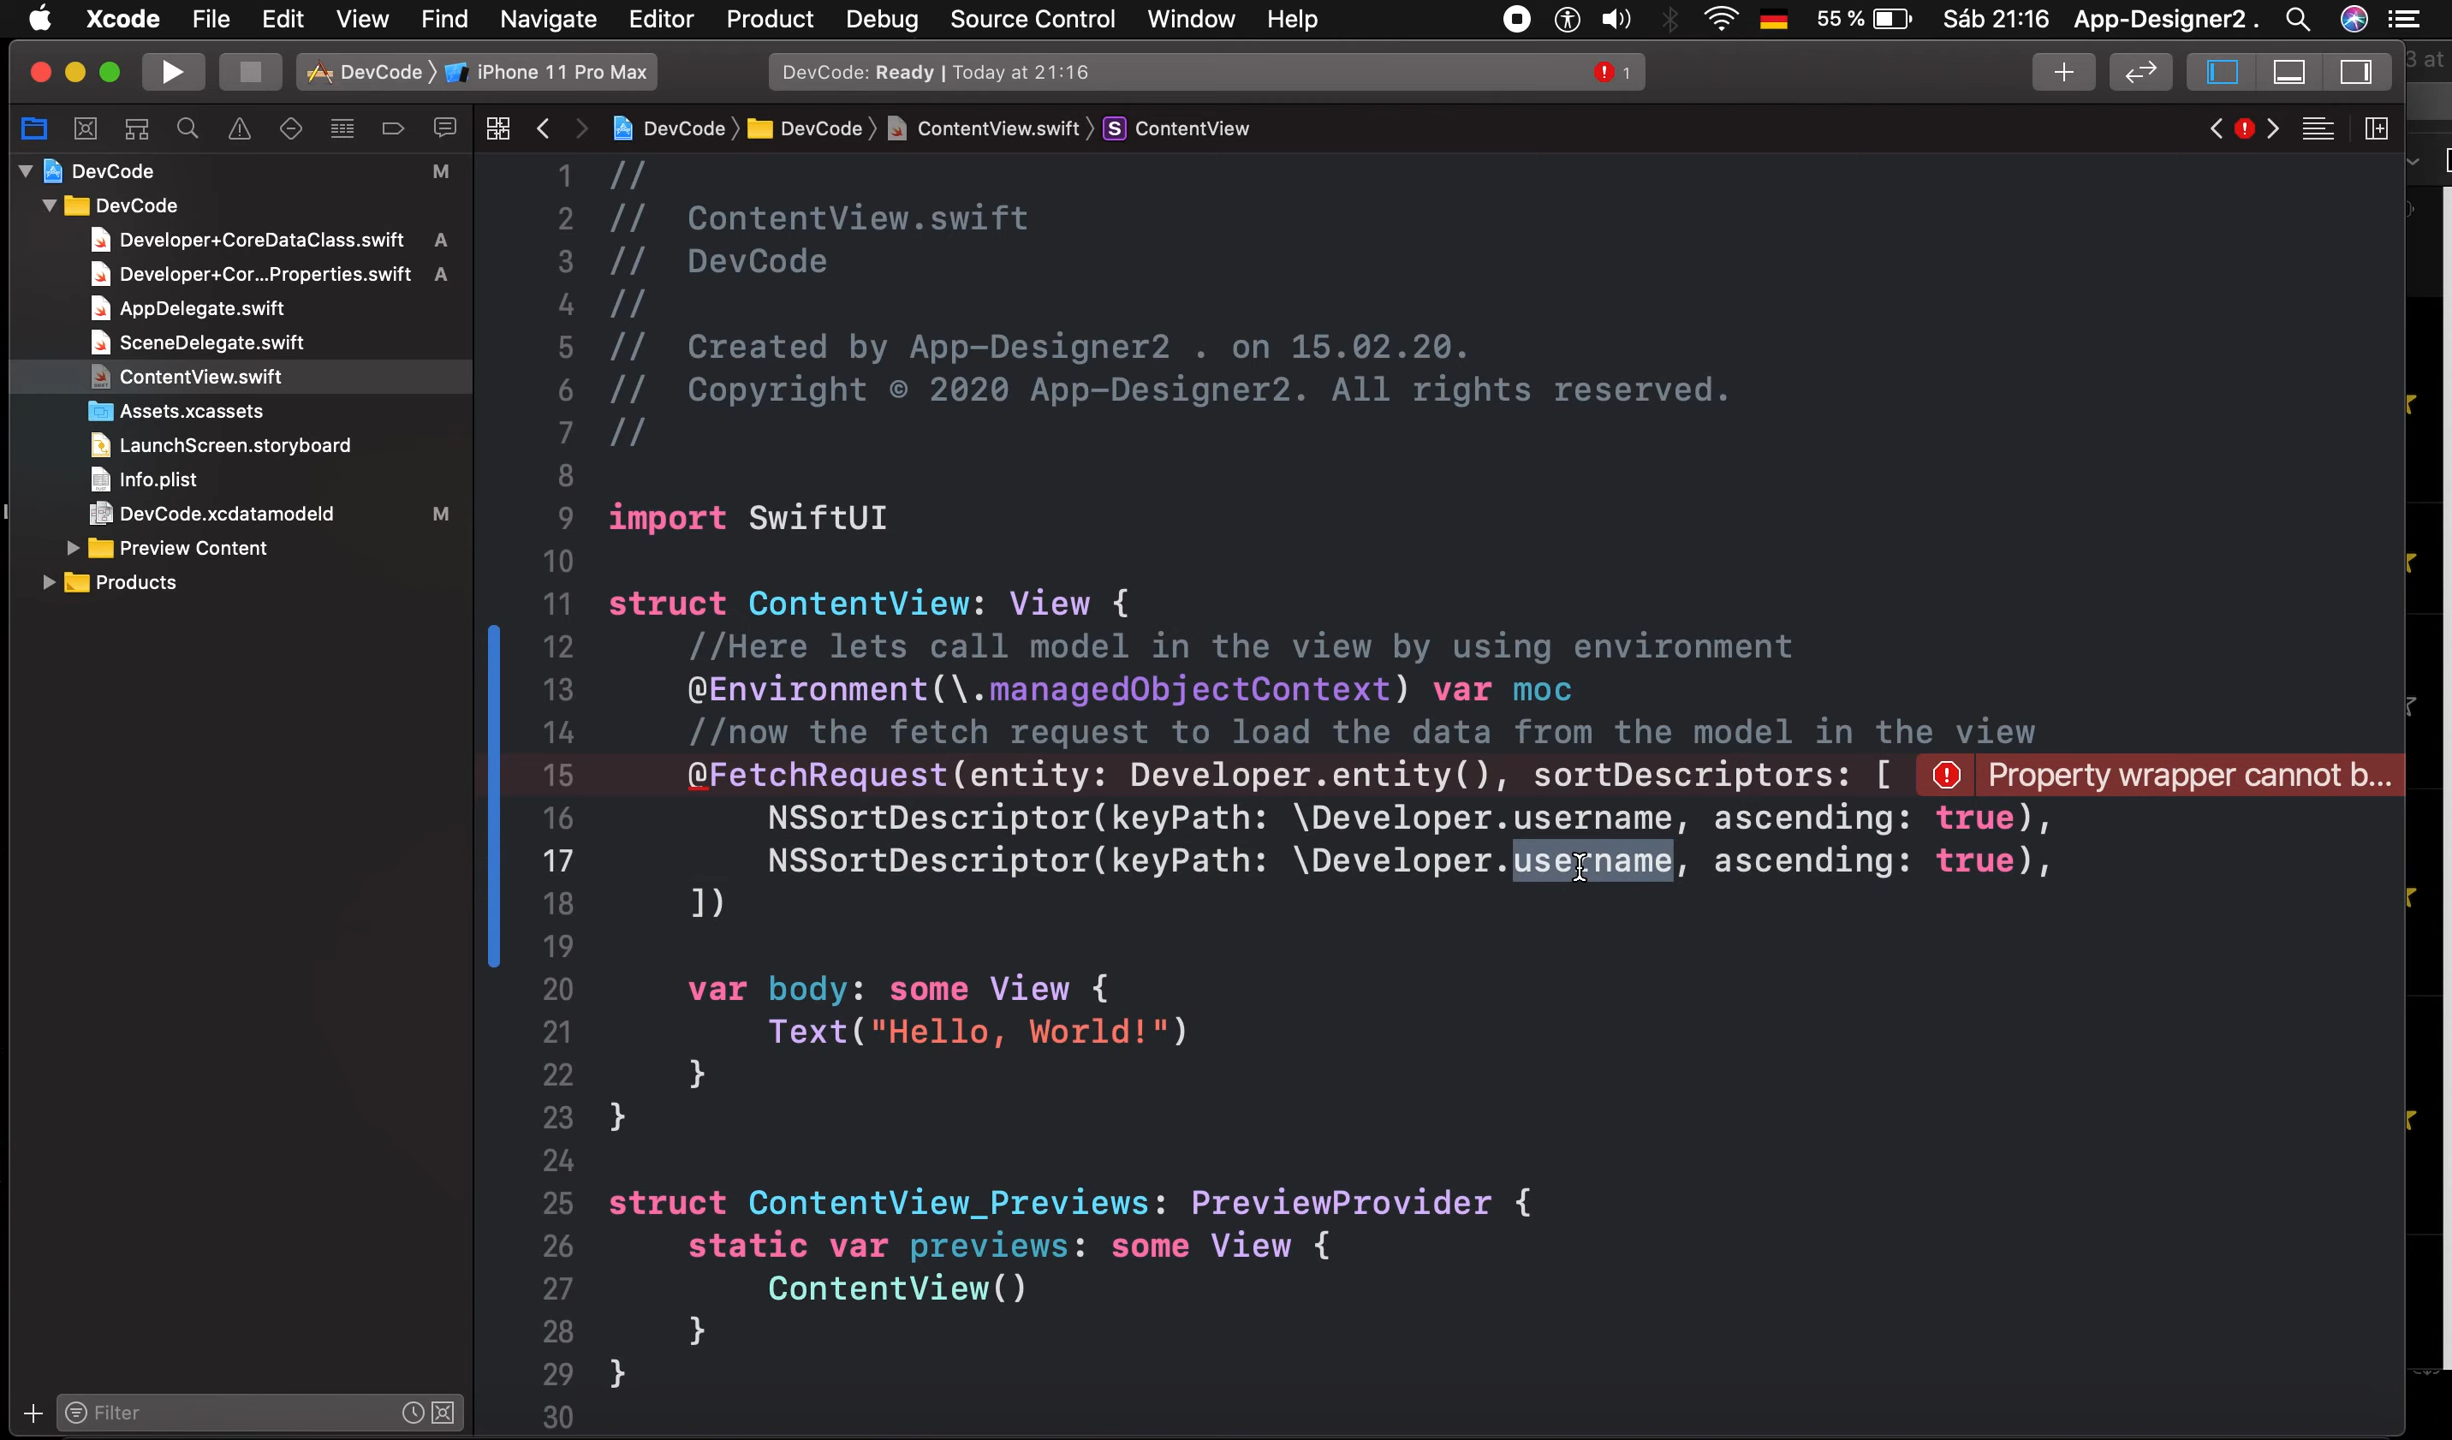 Xcode File Edit View Find Navigate Editor Product Debug Source Control Window Help 55 % Sáb 21:16 App-Designer2 .
DevCode iPhone 11 Pro Max DevCode: Ready | Today at 21:16 1
3 at
DevCode DevCode ContentView.swift S ContentView
DevCode M
DevCode
Developer+CoreDataClass.swift A
Developer+Cor...Properties.swift A
AppDelegate.swift
SceneDelegate.swift
ContentView.swift
Assets.xcassets
LaunchScreen.storyboard
Info.plist
DevCode.xcdatamodeld M
Preview Content
Products
Filter
1 //
2 // ContentView.swift
3 // DevCode
4 //
5 // Created by App-Designer2 . on 15.02.20.
6 // Copyright © 2020 App-Designer2. All rights reserved.
7 //
8
9 import SwiftUI
10
11 struct ContentView: View {
12 //Here lets call model in the view by using environment
13 @Environment(\.managedObjectContext) var moc
14 //now the fetch request to load the data from the model in the view
15 @FetchRequest(entity: Developer.entity(), sortDescriptors: [ Property wrapper cannot b...
16 NSSortDescriptor(keyPath: \Developer.username, ascending: true),
17 NSSortDescriptor(keyPath: \Developer.username, ascending: true),
18 ])
19
20 var body: some View {
21 Text("Hello, World!")
22 }
23 }
24
25 struct ContentView_Previews: PreviewProvider {
26 static var previews: some View {
27 ContentView()
28 }
29 }
30